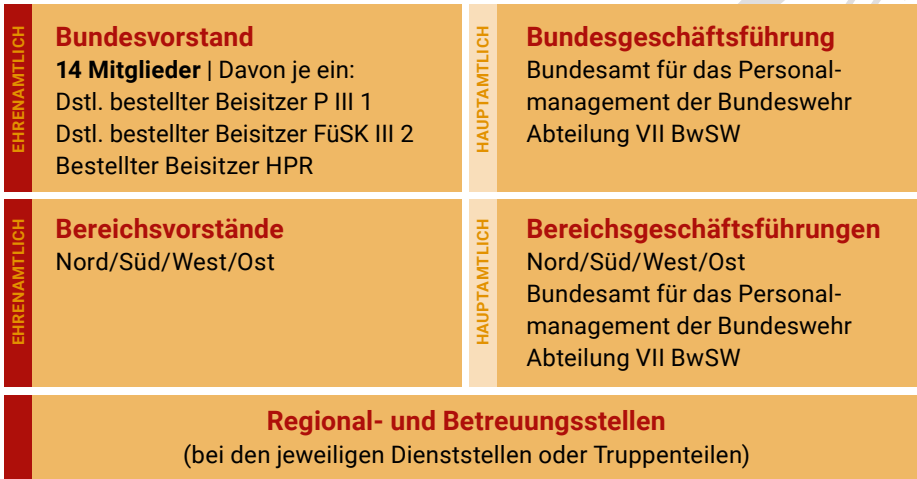 EHRENAMTLICH
Bundesvorstand
14 Mitglieder | Davon je ein:
Dstl. bestellter Beisitzer P III 1
Dstl. bestellter Beisitzer FüSK III 2
Bestellter Beisitzer HPR
HAUPTAMTLICH
Bundesgeschäftsführung
Bundesamt für das Personal-
management der Bundeswehr
Abteilung VII BwSW
EHRENAMTLICH
Bereichsvorstände
Nord/Süd/West/Ost
HAUPTAMTLICH
Bereichsgeschäftsführungen
Nord/Süd/West/Ost
Bundesamt für das Personal-
management der Bundeswehr
Abteilung VII BwSW
Regional- und Betreuungsstellen
(bei den jeweiligen Dienststellen oder Truppenteilen)